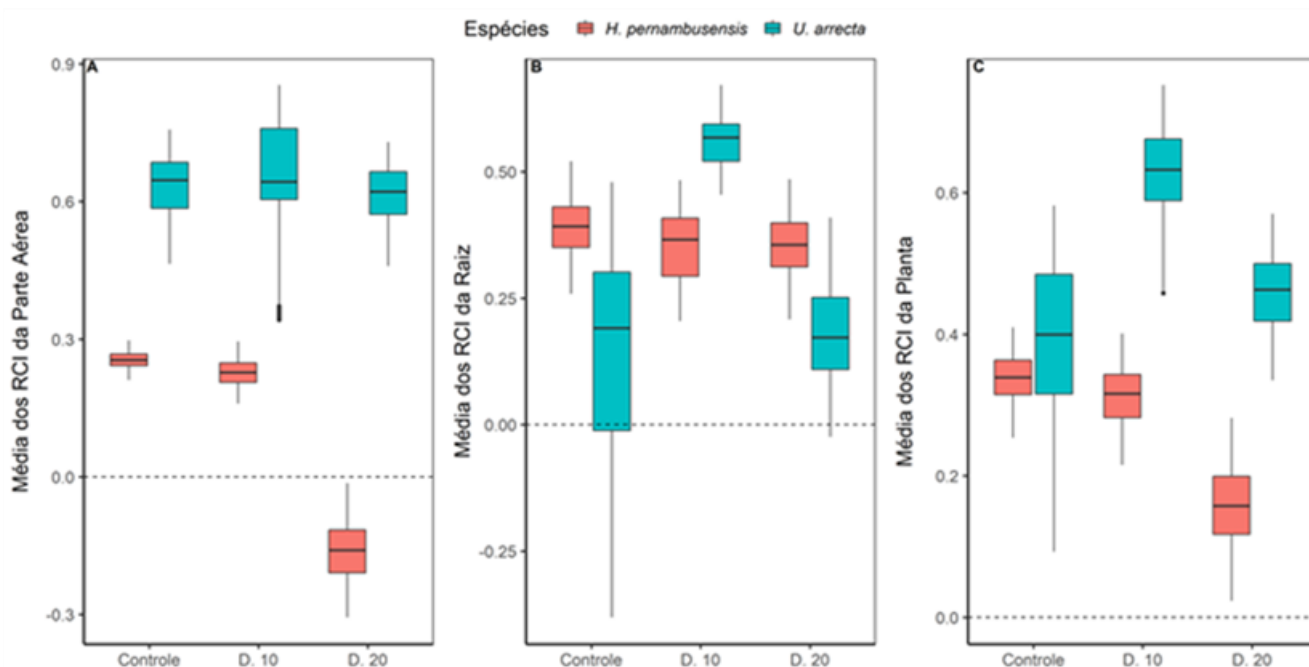 Espécies H. pernambusensis U. arrecta
A
Média dos RCI da Parte Aérea
0.9
0.6
0.3
0.0
-0.3
Controle D. 10 D. 20
B
Média dos RCI da Raiz
0.50
0.25
0.00
-0.25
Controle D. 10 D. 20
C
Média dos RCI da Planta
0.6
0.4
0.2
0.0
Controle D. 10 D. 20